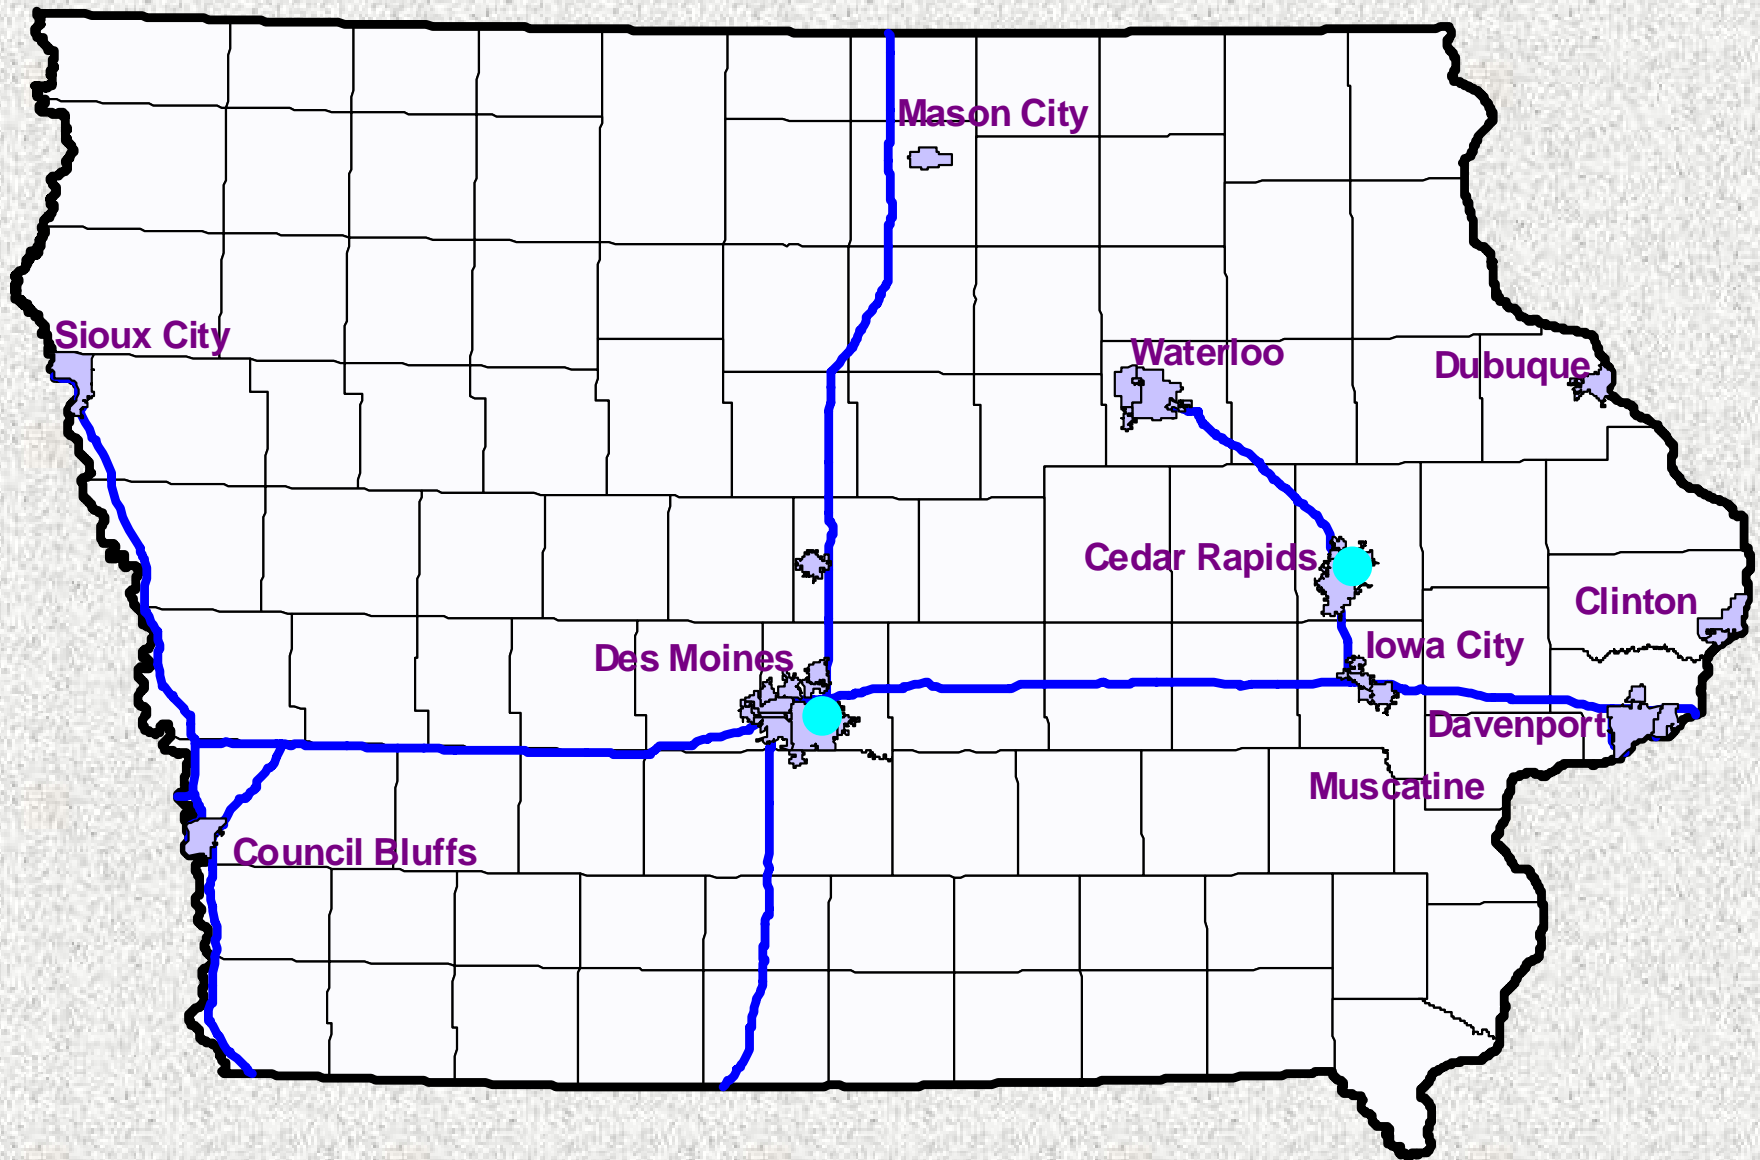 Mason City
Sioux City
Waterloo
Dubuque
Cedar Rapids
Clinton
Iowa City
Des Moines
Davenport
Muscatine
Council Bluffs